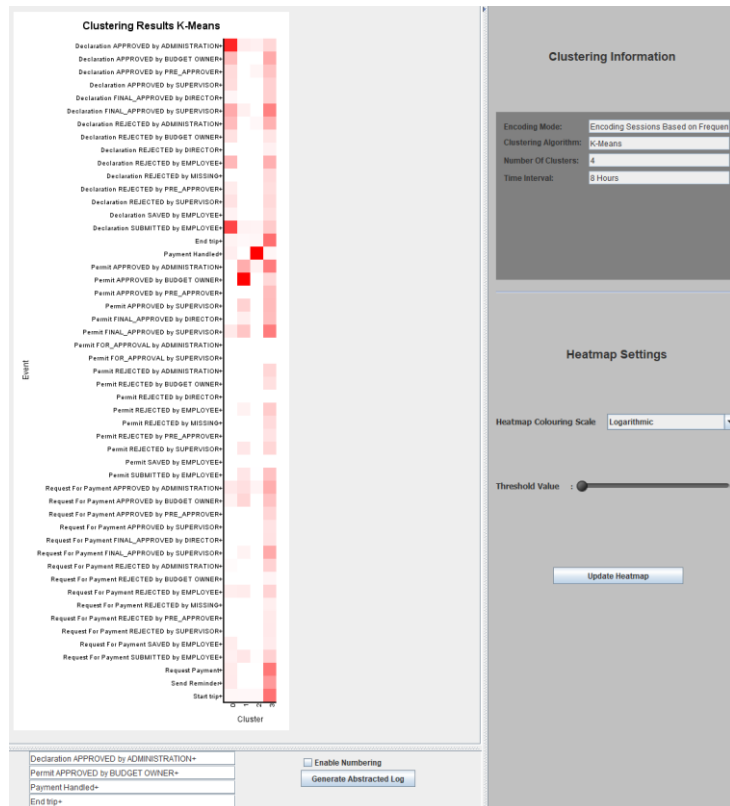 Clustering Results K-Means
Declaration APPROVED by ADMINISTRATION+
Declaration APPROVED by BUDGET OWNER+
Declaration APPROVED by PRE_APPROVER+
Declaration APPROVED by SUPERVISOR+
Declaration FINAL_APPROVED by DIRECTOR+
Declaration FINAL_APPROVED by SUPERVISOR+
Declaration REJECTED by ADMINISTRATION+
Declaration REJECTED by BUDGET OWNER+
Declaration REJECTED by DIRECTOR+
Declaration REJECTED by EMPLOYEE+
Declaration REJECTED by MISSING+
Declaration REJECTED by PRE_APPROVER+
Declaration REJECTED by SUPERVISOR+
Declaration SAVED by EMPLOYEE+
Declaration SUBMITTED by EMPLOYEE+
End trip+
Payment Handled+
Permit APPROVED by ADMINISTRATION+
Permit APPROVED by BUDGET OWNER+
Permit APPROVED by PRE_APPROVER+
Permit APPROVED by SUPERVISOR+
Permit FINAL_APPROVED by DIRECTOR+
Permit FINAL_APPROVED by SUPERVISOR+
Permit FOR_APPROVAL by ADMINISTRATION+
Permit FOR_APPROVAL by SUPERVISOR+
Permit REJECTED by ADMINISTRATION+
Permit REJECTED by BUDGET OWNER+
Permit REJECTED by DIRECTOR+
Permit REJECTED by EMPLOYEE+
Permit REJECTED by MISSING+
Permit REJECTED by PRE_APPROVER+
Permit REJECTED by SUPERVISOR+
Permit SAVED by EMPLOYEE+
Permit SUBMITTED by EMPLOYEE+
Request For Payment APPROVED by ADMINISTRATION+
Request For Payment APPROVED by BUDGET OWNER+
Request For Payment APPROVED by PRE_APPROVER+
Request For Payment APPROVED by SUPERVISOR+
Request For Payment FINAL_APPROVED by DIRECTOR+
Request For Payment FINAL_APPROVED by SUPERVISOR+
Request For Payment REJECTED by ADMINISTRATION+
Request For Payment REJECTED by BUDGET OWNER+
Request For Payment REJECTED by EMPLOYEE+
Request For Payment REJECTED by MISSING+
Request For Payment REJECTED by PRE_APPROVER+
Request For Payment REJECTED by SUPERVISOR+
Request For Payment SAVED by EMPLOYEE+
Request For Payment SUBMITTED by EMPLOYEE+
Request Payment+
Send Reminder+
Start trip+
Event
0 1 2 3
Cluster
Declaration APPROVED by ADMINISTRATION+
Permit APPROVED by BUDGET OWNER+
Payment Handled+
End trip+
Enable Numbering
Generate Abstracted Log
Clustering Information
Encoding Mode: Encoding Sessions Based on Frequen
Clustering Algorithm: K-Means
Number Of Clusters: 4
Time Interval: 8 Hours
Heatmap Settings
Heatmap Colouring Scale Logarithmic
Threshold Value :
Update Heatmap